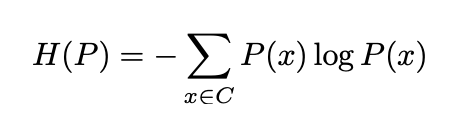 H(P) = − ∑ P(x) log P(x)
x∈C